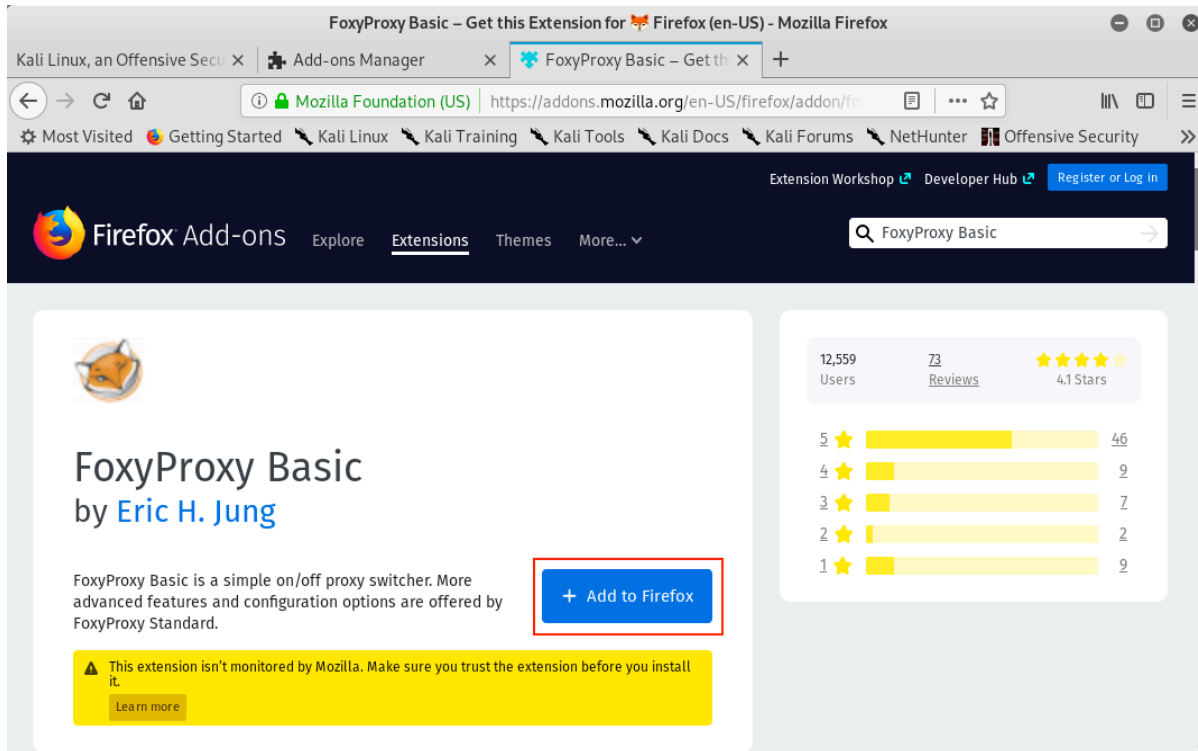 FoxyProxy Basic – Get this Extension for 🦊 Firefox (en-US) - Mozilla Firefox
Kali Linux, an Offensive Secu
Add-ons Manager
FoxyProxy Basic – Get thi
Mozilla Foundation (US)
https://addons.mozilla.org/en-US/firefox/addon/fo
Most Visited Getting Started Kali Linux Kali Training Kali Tools Kali Docs Kali Forums NetHunter Offensive Security
Extension Workshop Developer Hub Register or Log in
Firefox Add-ons Explore Extensions Themes More...
FoxyProxy Basic
12,559 73
Users Reviews 4.1 Stars
5 46
4 9
3 7
2 2
1 9
FoxyProxy Basic
by Eric H. Jung
FoxyProxy Basic is a simple on/off proxy switcher. More
advanced features and configuration options are offered by
FoxyProxy Standard.
+ Add to Firefox
This extension isn't monitored by Mozilla. Make sure you trust the extension before you install
it.
Learn more